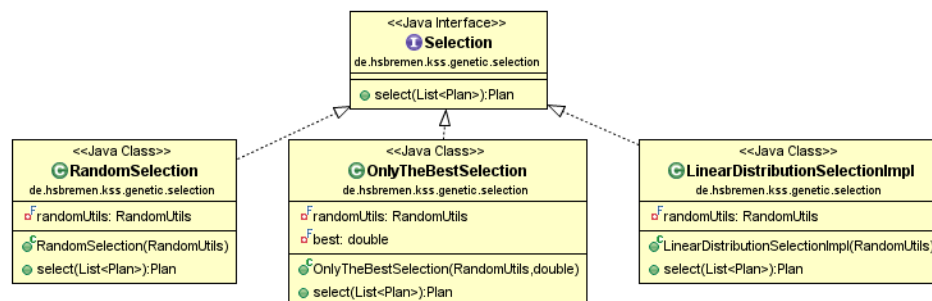 <<Java Interface>>
Selection
de.hsbremen.kss.genetic.selection
select(List<Plan>):Plan
<<Java Class>>
RandomSelection
de.hsbremen.kss.genetic.selection
randomUtils: RandomUtils
RandomSelection(RandomUtils)
select(List<Plan>):Plan
<<Java Class>>
OnlyTheBestSelection
de.hsbremen.kss.genetic.selection
randomUtils: RandomUtils
best: double
OnlyTheBestSelection(RandomUtils,double)
select(List<Plan>):Plan
<<Java Class>>
LinearDistributionSelectionImpl
de.hsbremen.kss.genetic.selection
randomUtils: RandomUtils
LinearDistributionSelectionImpl(RandomUtils)
select(List<Plan>):Plan